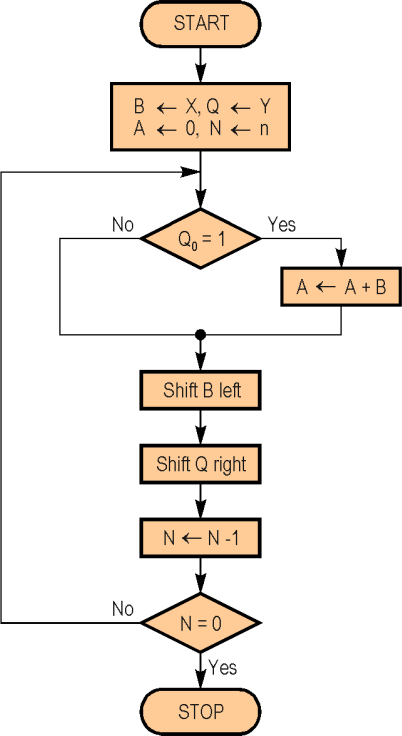 START
B ← X, Q ← Y
A ← 0, N ← n
No
Yes
Q₀ = 1
A ← A + B
Shift B left
Shift Q right
N ← N -1
No
N = 0
Yes
STOP